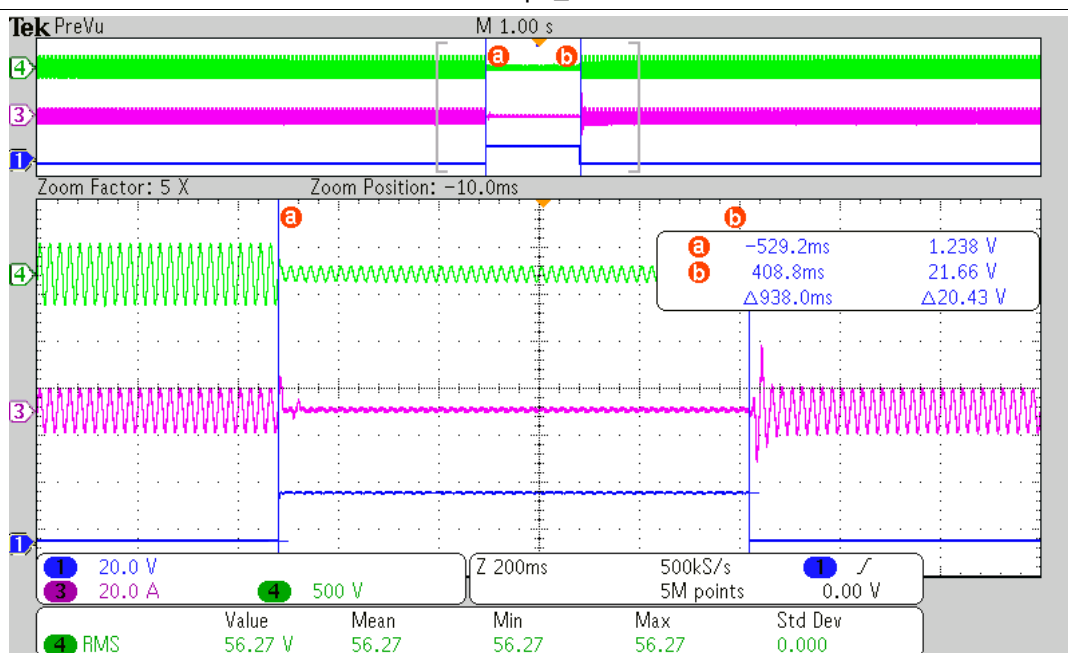 Tek PreVu M 1.00 s
a b
4
3
1
Zoom Factor: 5 X Zoom Position: −10.0ms
a b
a −529.2ms 1.238 V
b 408.8ms 21.66 V
△938.0ms △20.43 V
4
3
1
1 20.0 V Z 200ms 500kS/s 1 /
3 20.0 A 4 500 V 5M points 0.00 V
Value Mean Min Max Std Dev
4 RMS 56.27 V 56.27 56.27 56.27 0.000